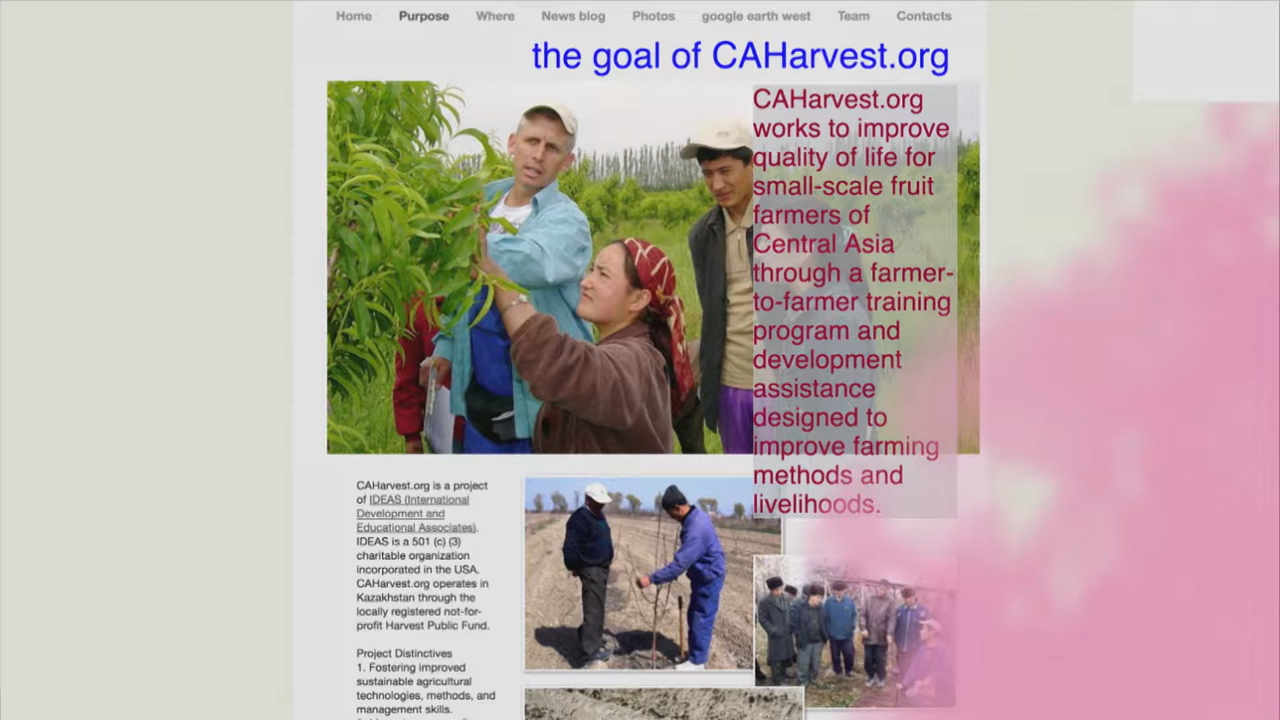 Home Purpose Where News blog Photos google earth west Team Contacts
the goal of CAHarvest.org
CAHarvest.org
works to improve
quality of life for
small-scale fruit
farmers of
Central Asia
through a farmer-
to-farmer training
program and
development
assistance
designed to
improve farming
methods and
livelihoods.
CAHarvest.org is a project
of IDEAS (International
Development and
Educational Associates).
IDEAS is a 501 (c) (3)
charitable organization
incorporated in the USA.
CAHarvest.org operates in
Kazakhstan through the
locally registered not-for-
profit Harvest Public Fund.
Project Distinctives
1. Fostering improved
sustainable agricultural
technologies, methods, and
management skills.